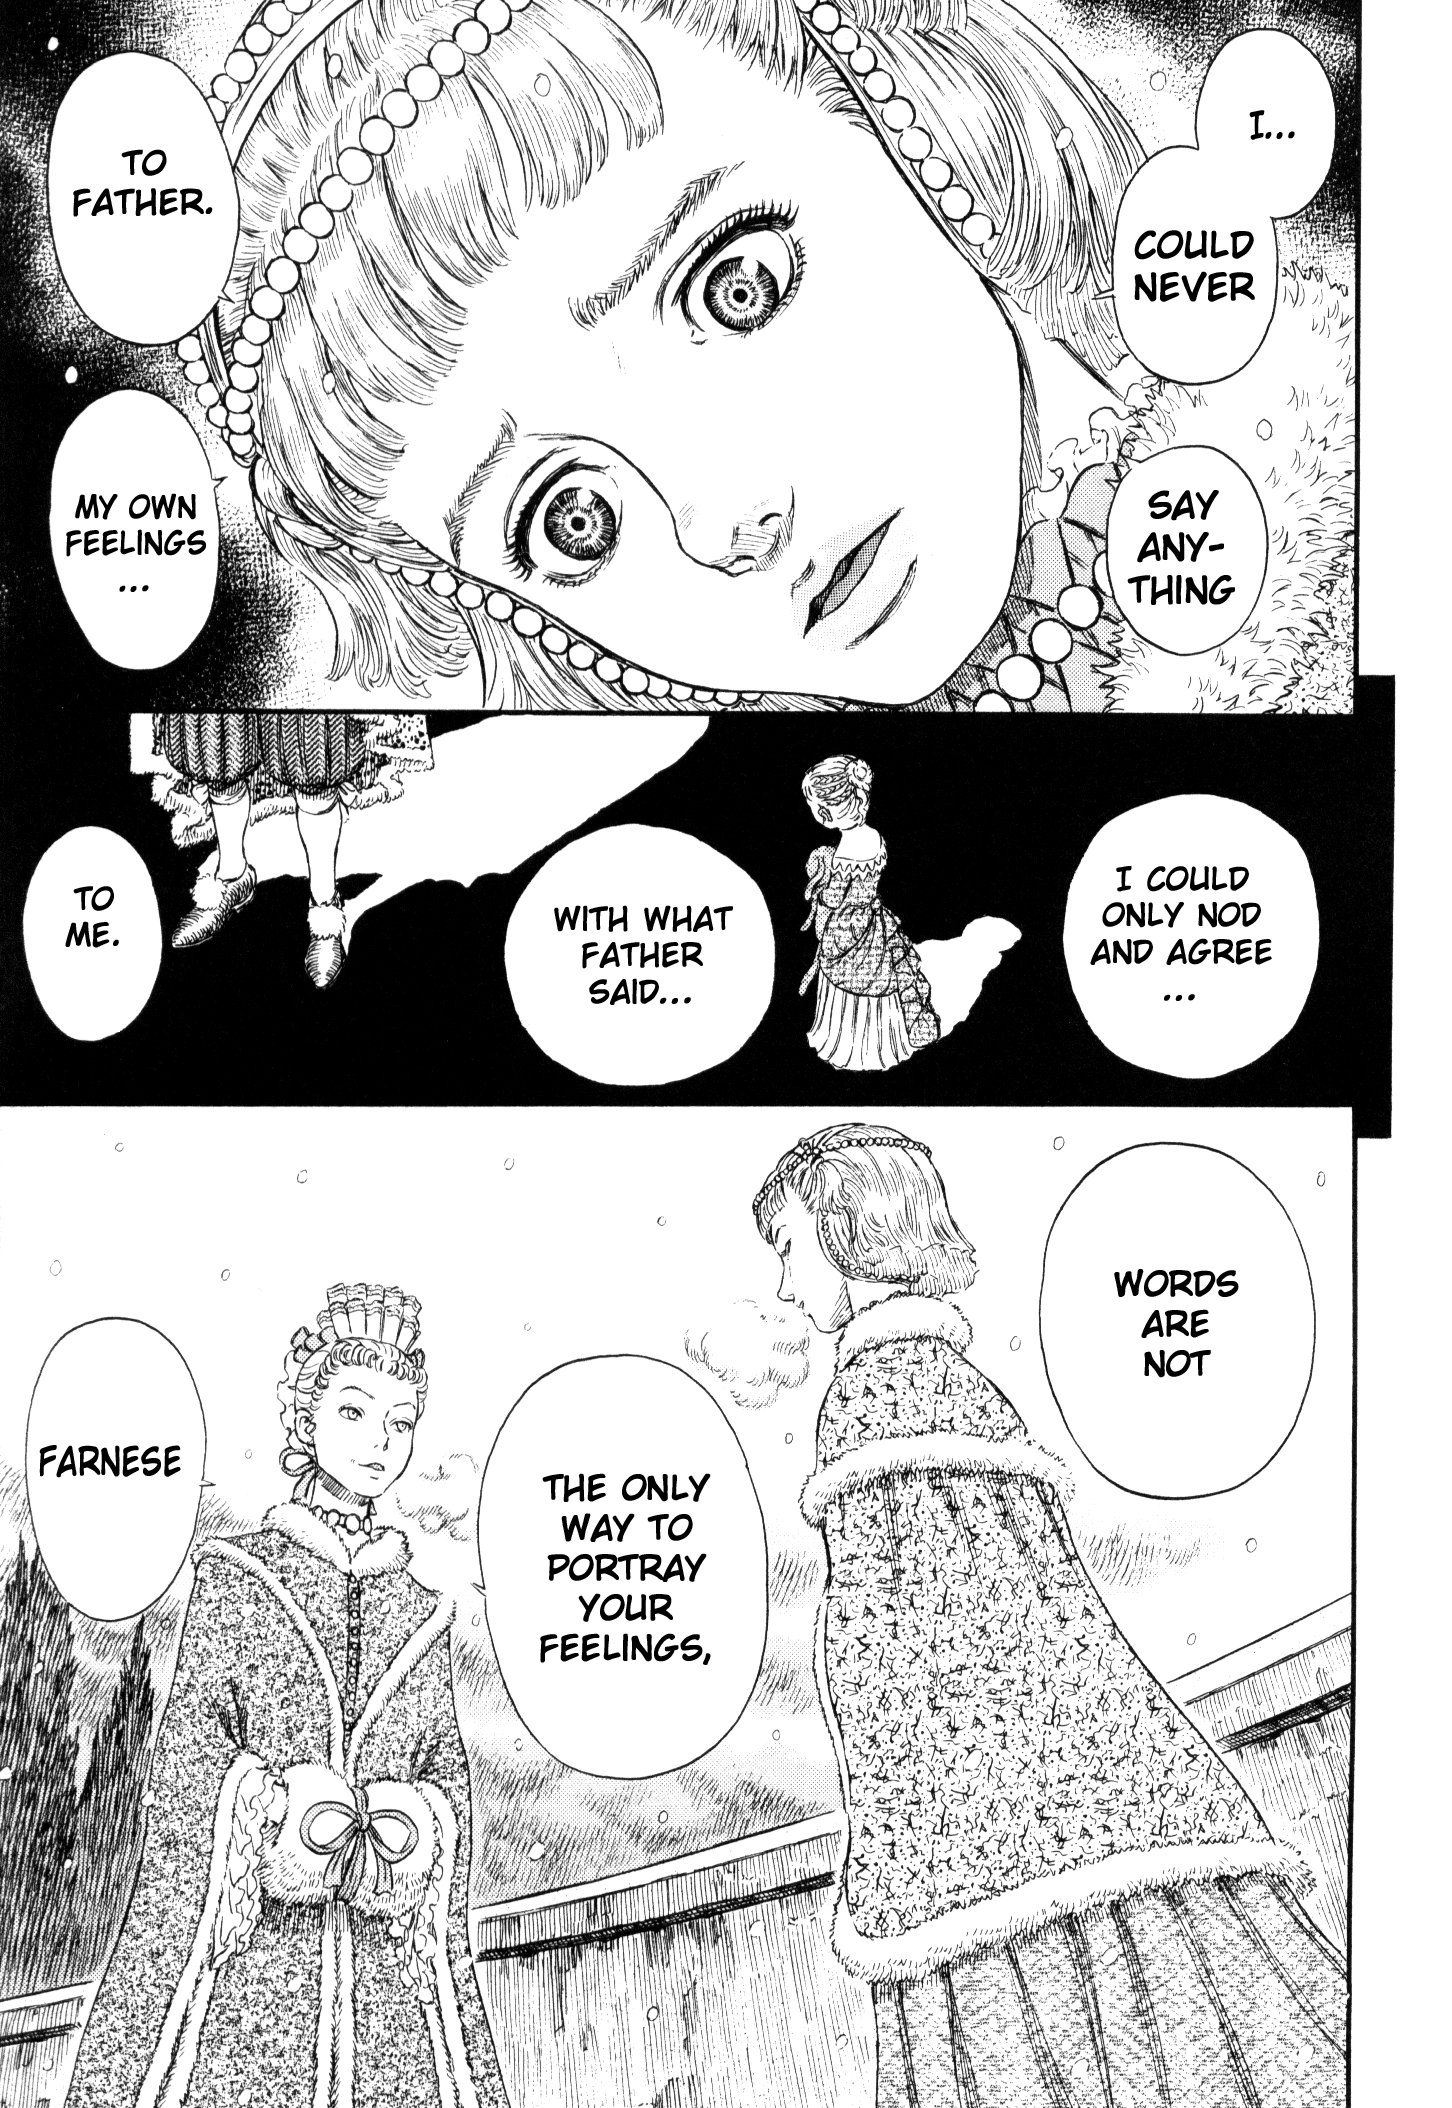 I...
COULD
NEVER
SAY
ANY-
THING
TO
FATHER.
MY OWN
FEELINGS
...
I COULD
ONLY NOD
AND AGREE
...
WITH WHAT
FATHER
SAID...
TO
ME.
WORDS
ARE
NOT
THE ONLY
WAY TO
PORTRAY
YOUR
FEELINGS,
FARNESE